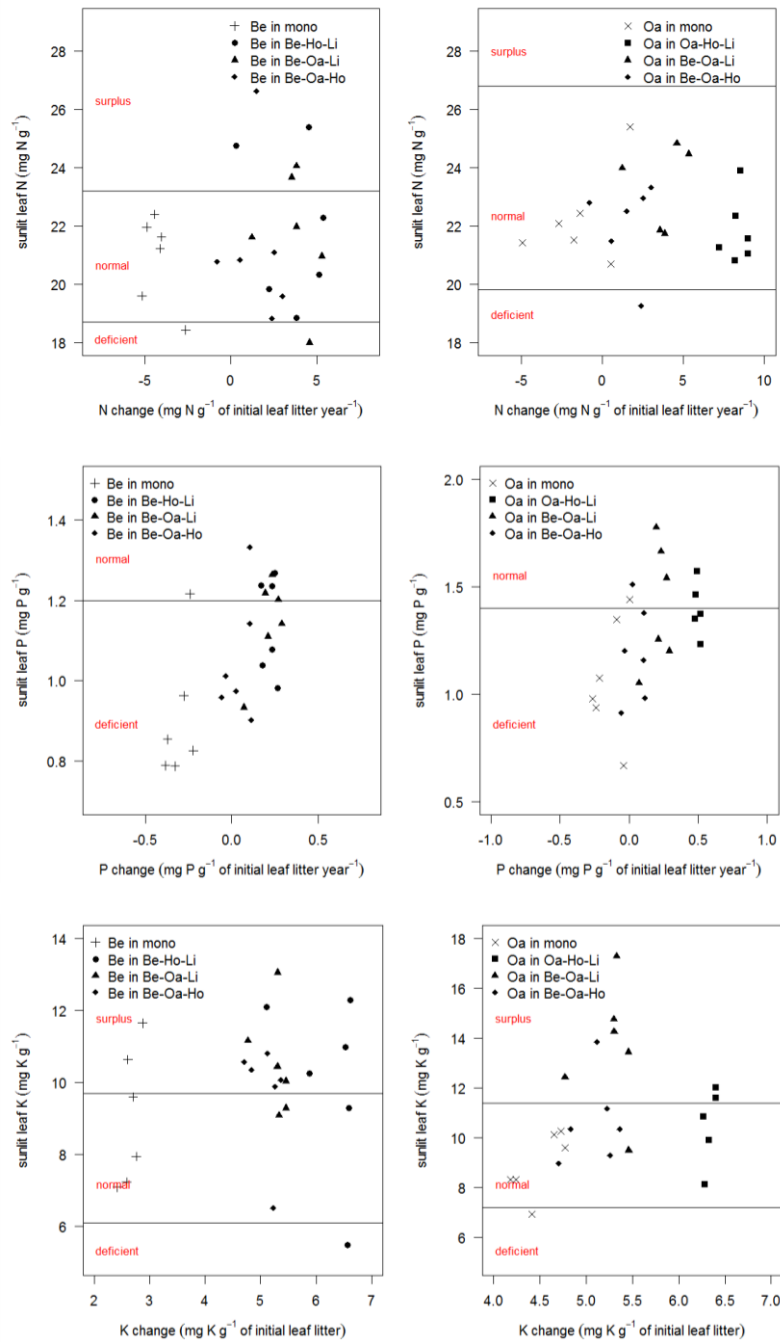 Be in mono
Be in Be-Ho-Li
Be in Be-Oa-Li
Be in Be-Oa-Ho
28
26
24
22
20
18
surplus
normal
deficient
sunlit leaf N (mg N g⁻¹)
-5
0
5
N change (mg N g⁻¹ of initial leaf litter year⁻¹)
Oa in mono
Oa in Oa-Ho-Li
Oa in Be-Oa-Li
Oa in Be-Oa-Ho
28
26
24
22
20
18
surplus
normal
deficient
sunlit leaf N (mg N g⁻¹)
-5
0
5
10
N change (mg N g⁻¹ of initial leaf litter year⁻¹)
Be in mono
Be in Be-Ho-Li
Be in Be-Oa-Li
Be in Be-Oa-Ho
1.4
1.2
1.0
0.8
normal
deficient
sunlit leaf P (mg P g⁻¹)
-0.5
0.0
0.5
P change (mg P g⁻¹ of initial leaf litter year⁻¹)
Oa in mono
Oa in Oa-Ho-Li
Oa in Be-Oa-Li
Oa in Be-Oa-Ho
2.0
1.5
1.0
0.5
normal
deficient
sunlit leaf P (mg P g⁻¹)
-1.0
-0.5
0.0
0.5
1.0
P change (mg P g⁻¹ of initial leaf litter year⁻¹)
Be in mono
Be in Be-Ho-Li
Be in Be-Oa-Li
Be in Be-Oa-Ho
14
12
10
8
6
surplus
normal
deficient
sunlit leaf K (mg K g⁻¹)
2
3
4
5
6
7
K change (mg K g⁻¹ of initial leaf litter)
Oa in mono
Oa in Oa-Ho-Li
Oa in Be-Oa-Li
Oa in Be-Oa-Ho
18
16
14
12
10
8
6
surplus
normal
deficient
sunlit leaf K (mg K g⁻¹)
4.0
4.5
5.0
5.5
6.0
6.5
7.0
K change (mg K g⁻¹ of initial leaf litter)